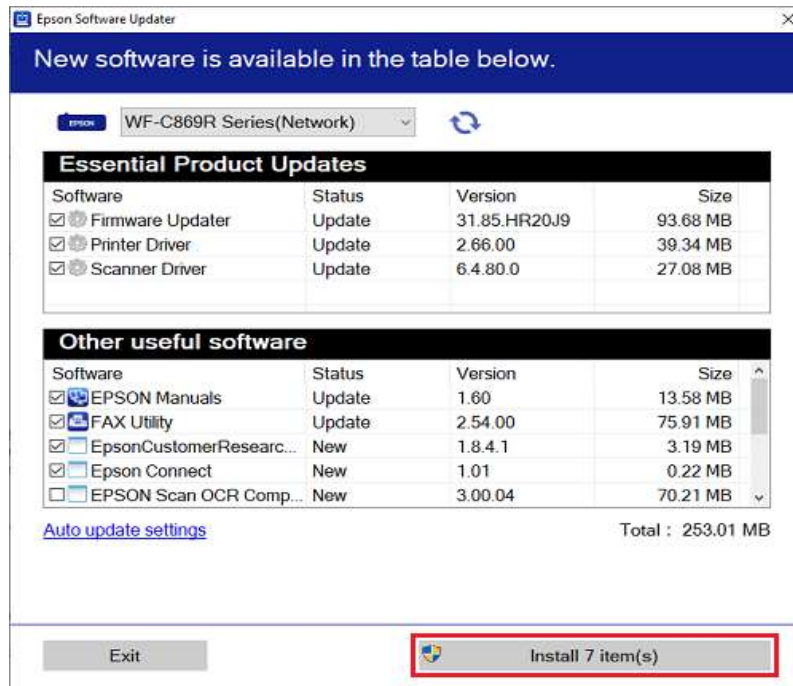 Epson Software Updater
New software is available in the table below.
EPSON WF-C869R Series(Network)
Essential Product Updates
Software Status Version Size
Firmware Updater Update 31.85.HR20J9 93.68 MB
Printer Driver Update 2.66.00 39.34 MB
Scanner Driver Update 6.4.80.0 27.08 MB
Other useful software
Software Status Version Size
EPSON Manuals Update 1.60 13.58 MB
FAX Utility Update 2.54.00 75.91 MB
EpsonCustomerResearc... New 1.8.4.1 3.19 MB
Epson Connect New 1.01 0.22 MB
EPSON Scan OCR Comp... New 3.00.04 70.21 MB
Auto update settings Total : 253.01 MB
Exit Install 7 item(s)